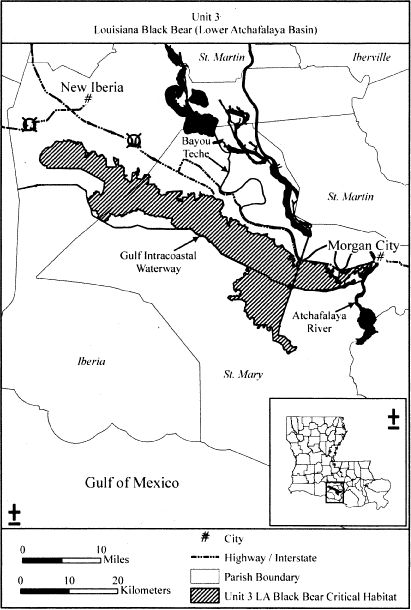 Unit 3
Louisiana Black Bear (Lower Atchafalaya Basin)
St. Martin
Iberville
New Iberia
#
Bayou
Teche
St. Martin
Morgan City
#
Gulf Intracoastal
Waterway
Atchafalaya
River
Iberia
St. Mary
Gulf of Mexico
# City
Highway / Interstate
0 10
Miles
Parish Boundary
0 10 20
Kilometers
Unit 3 LA Black Bear Critical Habitat